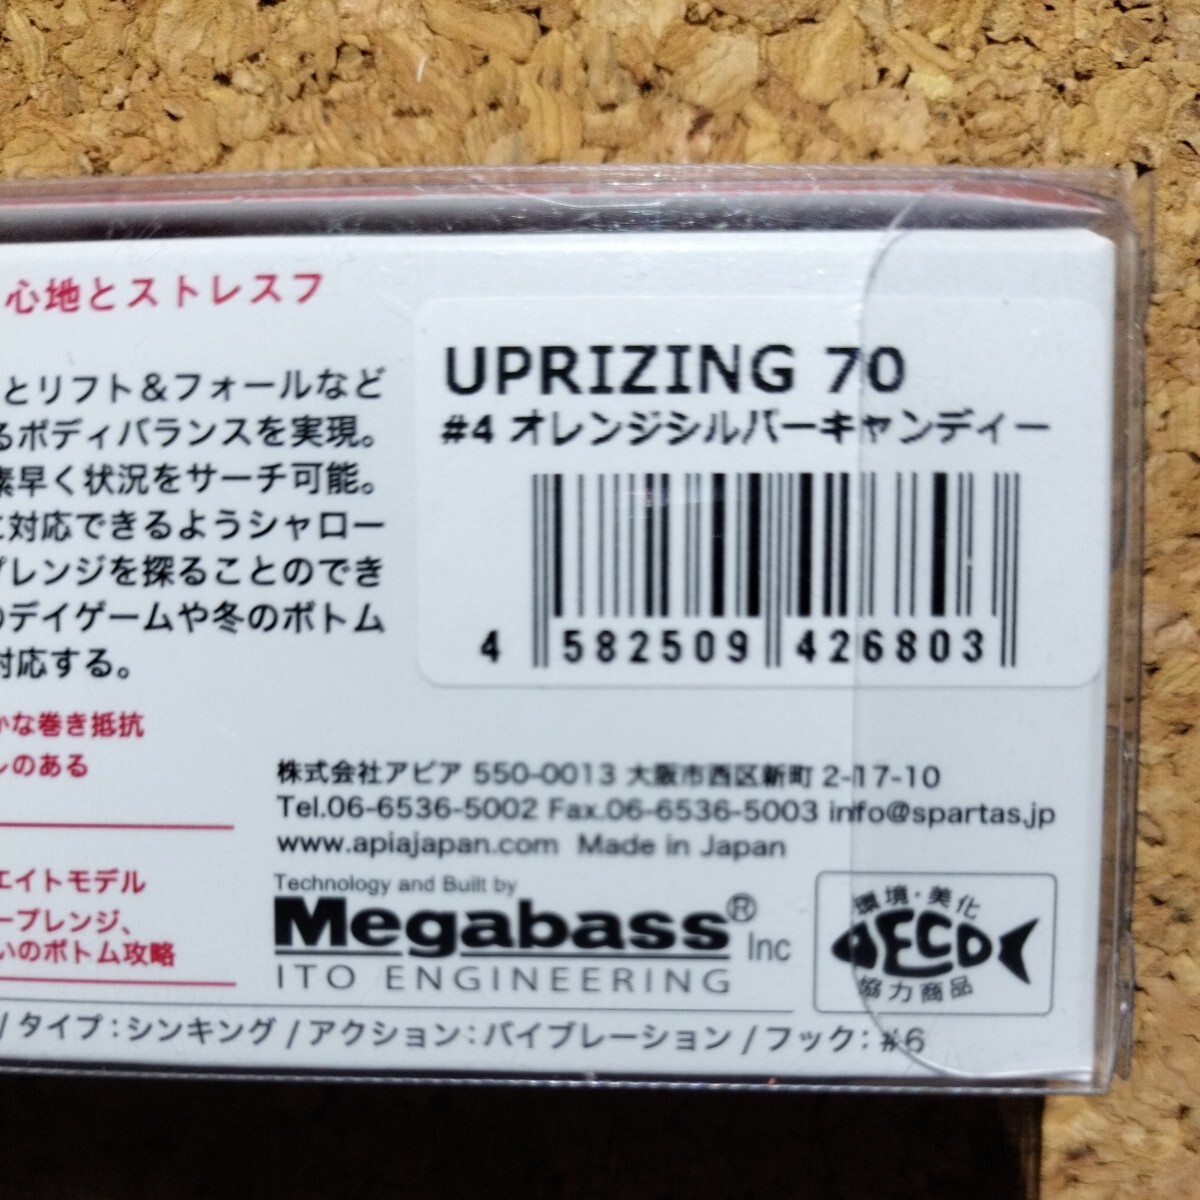 心地とストレスフ
とリフト＆フォールなど
るボディバランスを実現。
素早く状況をサーチ可能。
に対応できるようシャロー
プレンジを探ることのでき
のデイゲームや冬のボトム
対応する。
かな巻き抵抗
しのある
エイトモデル
ープレンジ、
いのボトム攻略
UPRIZING 70
#4 オレンジシルバーキャンディー
4 582509 426803
株式会社アピア 550-0013 大阪市西区新町 2-17-10
Tel.06-6536-5002 Fax.06-6536-5003 info@spartas.jp
www.apiajapan.com Made in Japan
Technology and Built by
Megabass® Inc
ITO ENGINEERING
環境・美化
ECO
協力商品
/ タイプ：シンキング / アクション：バイブレーション / フック：#6